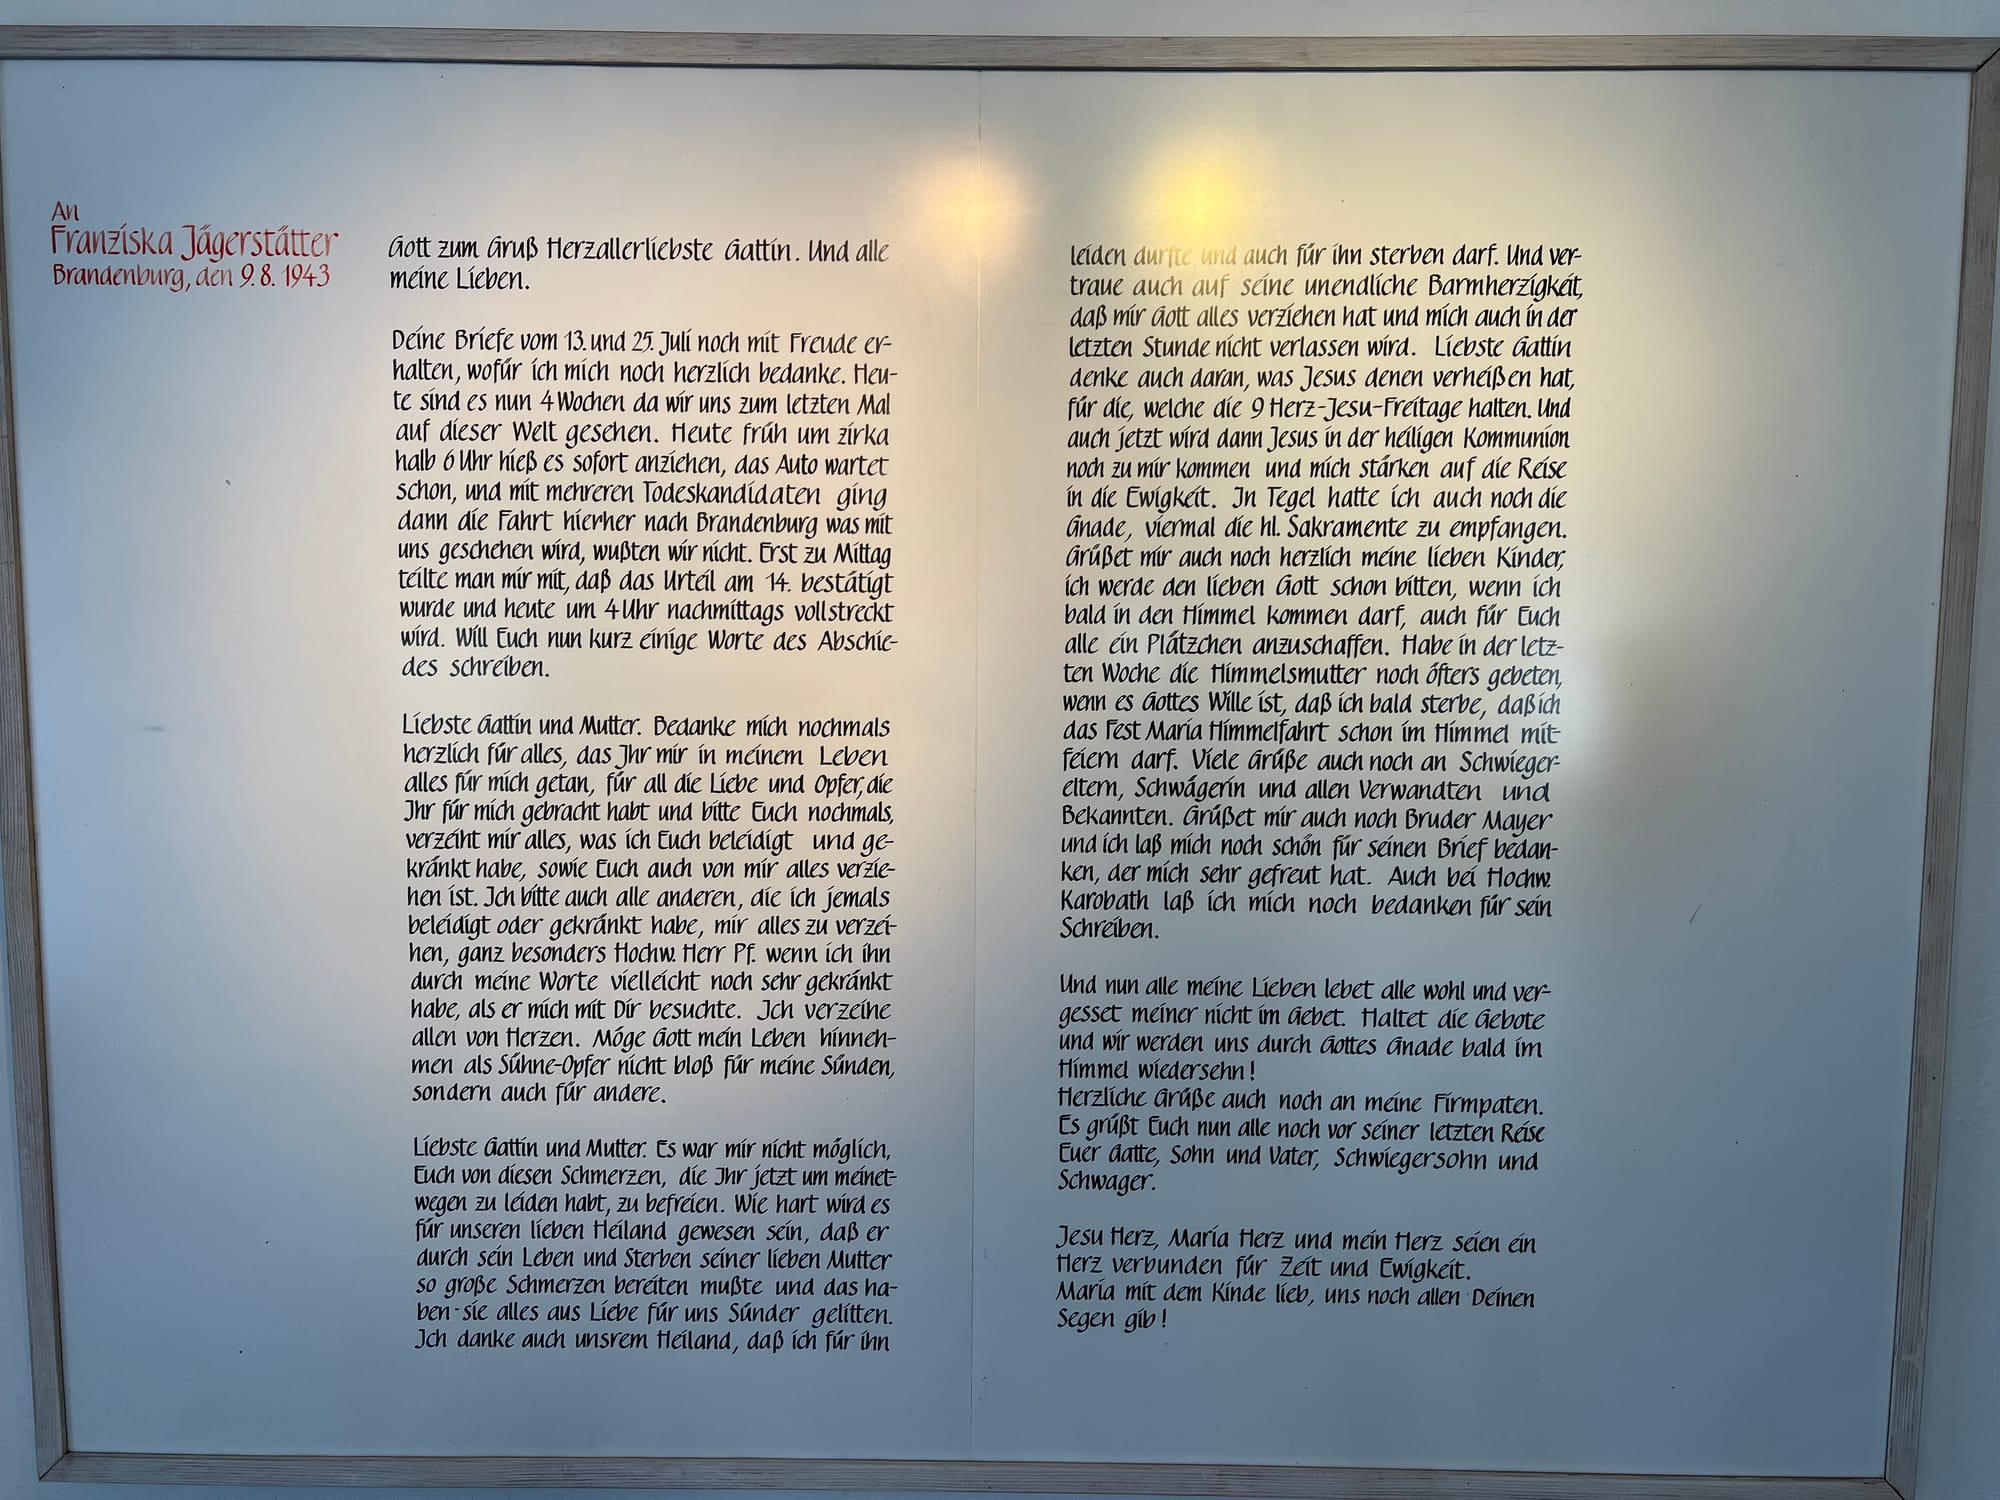 An
Franziska Jägerstätter
Brandenburg, den 9. 8. 1943
Gott zum Gruß Herzallerliebste Gattin. Und alle
meine Lieben.
Deine Briefe vom 13. und 25. Juli noch mit Freude er-
halten, wofür ich mich noch herzlich bedanke. Heu-
te sind es nun 4 Wochen da wir uns zum letzten Mal
auf dieser Welt gesehen. Heute früh um zirka
halb 6 Uhr hieß es sofort anziehen, das Auto wartet
schon, und mit mehreren Todeskandidaten ging
dann die Fahrt hierher nach Brandenburg was mit
uns geschehen wird, wußten wir nicht. Erst zu Mittag
teilte man mir mit, daß das Urteil am 14. bestätigt
wurde und heute um 4 Uhr nachmittags vollstreckt
wird. Will Euch nun kurz einige Worte des Abschie-
des schreiben.
Liebste Gattin und Mutter. Bedanke mich nochmals
herzlich für alles, das Ihr mir in meinem Leben
alles für mich getan, für all die Liebe und Opfer, die
Ihr für mich gebracht habt und bitte Euch nochmals,
verzeiht mir alles, was ich Euch beleidigt und ge-
kränkt habe, sowie Euch auch von mir alles verzie-
hen ist. Ich bitte auch alle anderen, die ich jemals
beleidigt oder gekränkt habe, mir alles zu verzei-
hen, ganz besonders Hochw. Herr Pf. wenn ich ihn
durch meine Worte vielleicht noch sehr gekränkt
habe, als er mich mit Dir besuchte. Ich verzeihe
allen von Herzen. Möge Gott mein Leben hinneh-
men als Sühne-Opfer nicht bloß für meine Sünden,
sondern auch für andere.
Liebste Gattin und Mutter. Es war mir nicht möglich,
Euch von diesen Schmerzen, die Ihr jetzt um meinet-
wegen zu leiden habt, zu befreien. Wie hart wird es
für unseren lieben Heiland gewesen sein, daß er
durch sein Leben und Sterben seiner lieben Mutter
so große Schmerzen bereiten mußte und das ha-
ben-sie alles aus Liebe für uns Sünder gelitten.
Ich danke auch unsrem Heiland, daß ich für ihn
leiden durfte und auch für ihn sterben darf. Und ver-
traue auch auf seine unendliche Barmherzigkeit,
daß mir Gott alles verziehen hat und mich auch in der
letzten Stunde nicht verlassen wird. Liebste Gattin
denke auch daran, was Jesus denen verheißen hat,
für die, welche die 9 Herz-Jesu-Freitage halten. Und
auch jetzt wird dann Jesus in der heiligen Kommunion
noch zu mir kommen und mich stärken auf die Reise
in die Ewigkeit. In Tegel hatte ich auch noch die
Gnade, viermal die hl. Sakramente zu empfangen.
Grüßet mir auch noch herzlich meine lieben Kinder,
ich werde den lieben Gott schon bitten, wenn ich
bald in den Himmel kommen darf, auch für Euch
alle ein Plätzchen anzuschaffen. Habe in der letz-
ten Woche die Himmelsmutter noch öfters gebeten,
wenn es Gottes Wille ist, daß ich bald sterbe, daß ich
das Fest Maria Himmelfahrt schon im Himmel mit-
feiern darf. Viele Grüße auch noch an Schwieger-
eltern, Schwägerin und allen Verwandten und
Bekannten. Grüßet mir auch noch Bruder Mayer
und ich laß mich noch schön für seinen Brief bedan-
ken, der mich sehr gefreut hat. Auch bei Hochw.
Karobath laß ich mich noch bedanken für sein
Schreiben.
Und nun alle meine Lieben lebet alle wohl und ver-
gesset meiner nicht im Gebet. Haltet die Gebote
und wir werden uns durch Gottes Gnade bald im
Himmel wiedersehn!
Herzliche Grüße auch noch an meine Firmpaten.
Es grüßt Euch nun alle noch vor seiner letzten Reise
Euer Gatte, Sohn und Vater, Schwiegersohn und
Schwager.
Jesu Herz, Maria Herz und mein Herz seien ein
Herz verbunden für Zeit und Ewigkeit.
Maria mit dem Kinde lieb, uns noch allen Deinen
Segen gib!